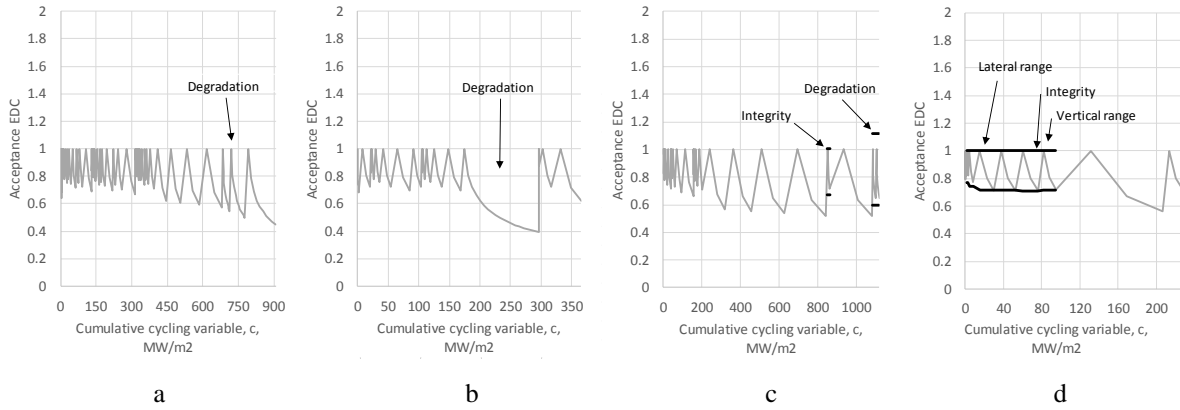 Acceptance EDC
2
1.8
1.6
1.4
1.2
1
0.8
0.6
0.4
0.2
0
Degradation
0 150 300 450 600 750 900
Cumulative cycling variable, c,
MW/m2
a
Acceptance EDC
2
1.8
1.6
1.4
1.2
1
0.8
0.6
0.4
0.2
0
Degradation
0 50 100 150 200 250 300 350
Cumulative cycling variable, c,
MW/m2
b
Acceptance EDC
2
1.8
1.6
1.4
1.2
1
0.8
0.6
0.4
0.2
0
Degradation
Integrity
0 200 400 600 800 1000
Cumulative cycling variable, c,
MW/m2
c
Acceptance EDC
2
1.8
1.6
1.4
1.2
1
0.8
0.6
0.4
0.2
0
Lateral range
Integrity
Vertical range
0 40 80 120 160 200
Cumulative cycling variable, c,
MW/m2
d